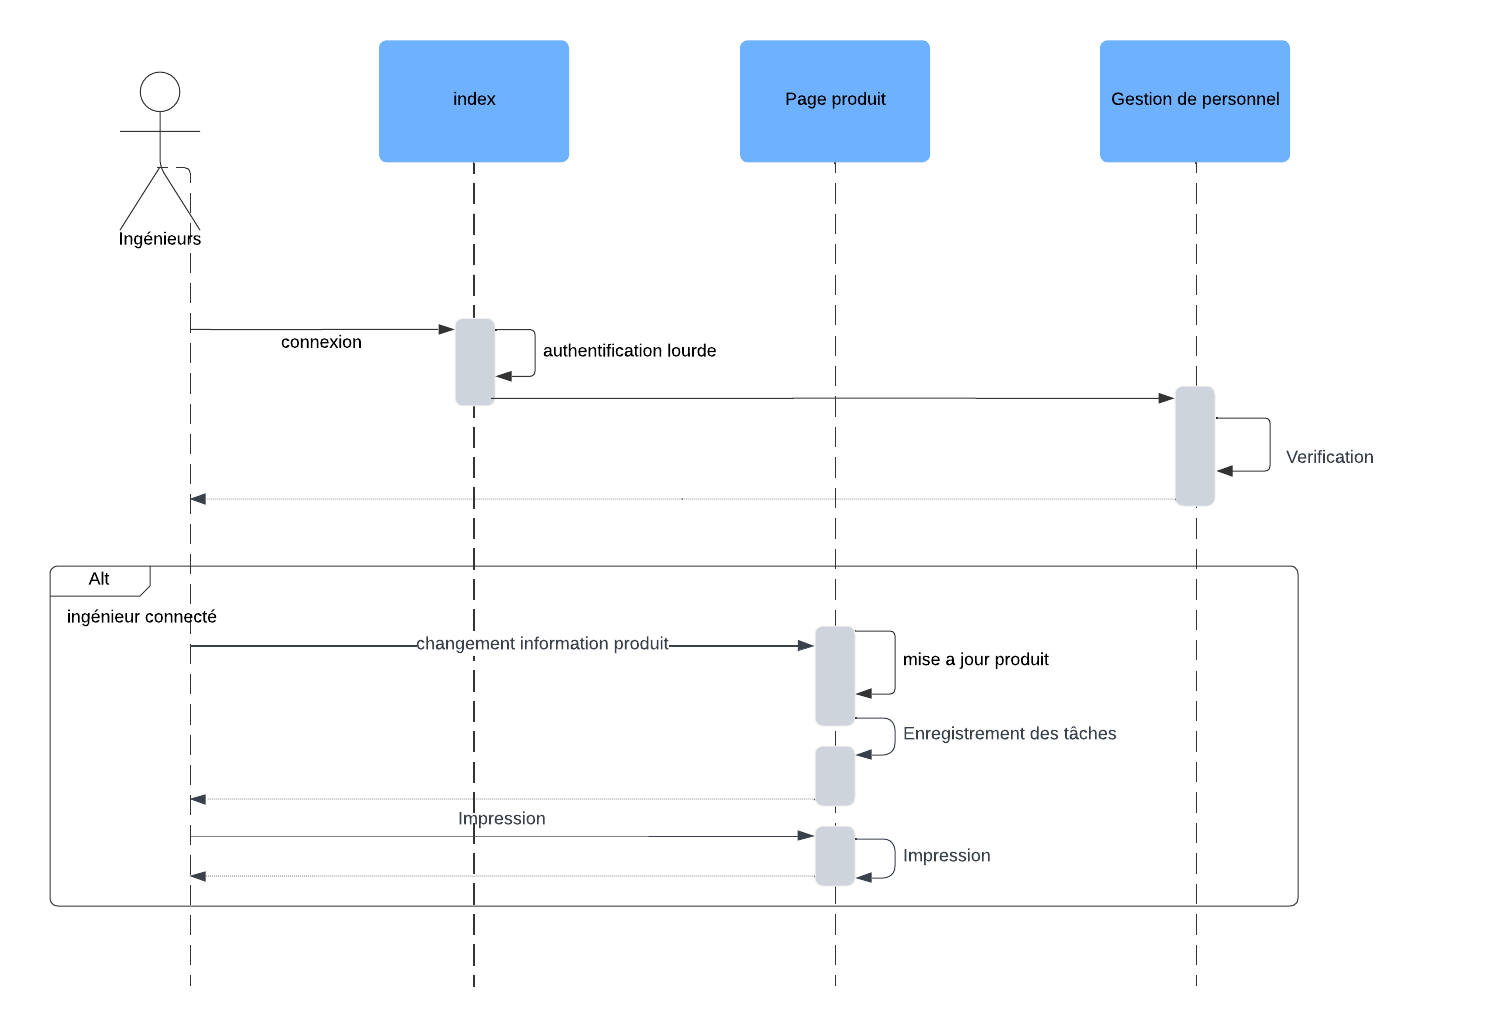 index
Page produit
Gestion de personnel
Ingénieurs
connexion
authentification lourde
Verification
Alt
ingénieur connecté
changement information produit
mise a jour produit
Enregistrement des tâches
Impression
Impression